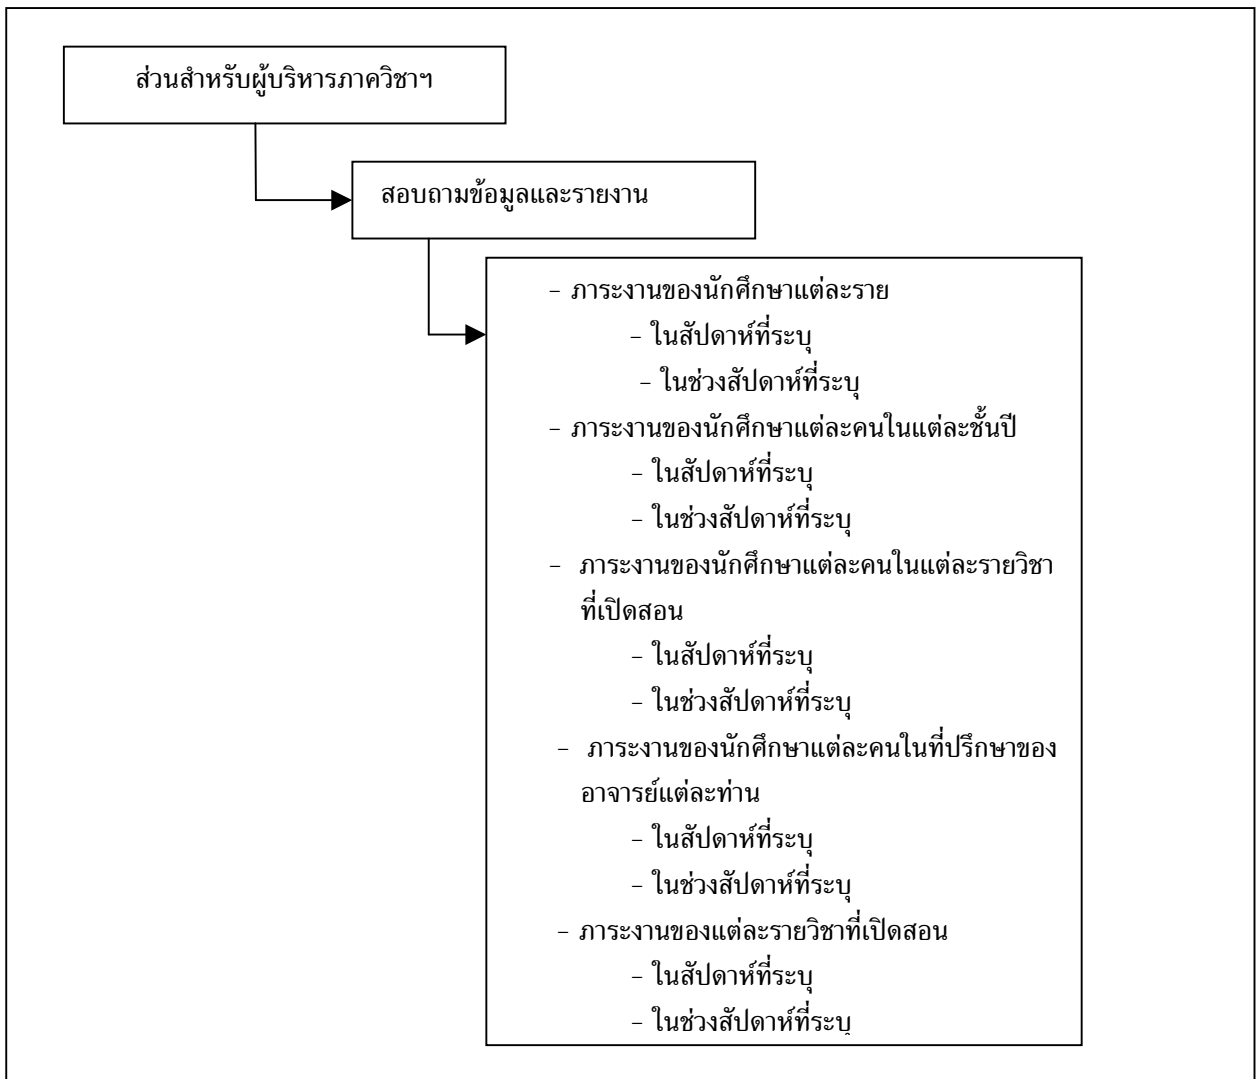 ส่วนสำหรับผู้บริหารภาควิชาฯ
สอบถามข้อมูลและรายงาน
- ภาระงานของนักศึกษาแต่ละราย
- ในสัปดาห์ที่ระบุ
- ในช่วงสัปดาห์ที่ระบุ
- ภาระงานของนักศึกษาแต่ละคนในแต่ละชั้นปี
- ในสัปดาห์ที่ระบุ
- ในช่วงสัปดาห์ที่ระบุ
- ภาระงานของนักศึกษาแต่ละคนในแต่ละรายวิชา
ที่เปิดสอน
- ในสัปดาห์ที่ระบุ
- ในช่วงสัปดาห์ที่ระบุ
- ภาระงานของนักศึกษาแต่ละคนในที่ปรึกษาของ
อาจารย์แต่ละท่าน
- ในสัปดาห์ที่ระบุ
- ในช่วงสัปดาห์ที่ระบุ
- ภาระงานของแต่ละรายวิชาที่เปิดสอน
- ในสัปดาห์ที่ระบุ
- ในช่วงสัปดาห์ที่ระบุ